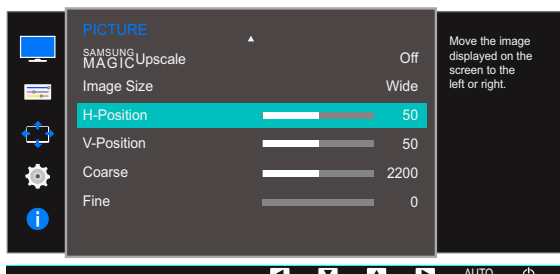 PICTURE
SAMSUNG
MAGIC Upscale Off
Image Size Wide
H-Position 50
V-Position 50
Coarse 2200
Fine 0
Move the image
displayed on the
screen to the
left or right.
AUTO